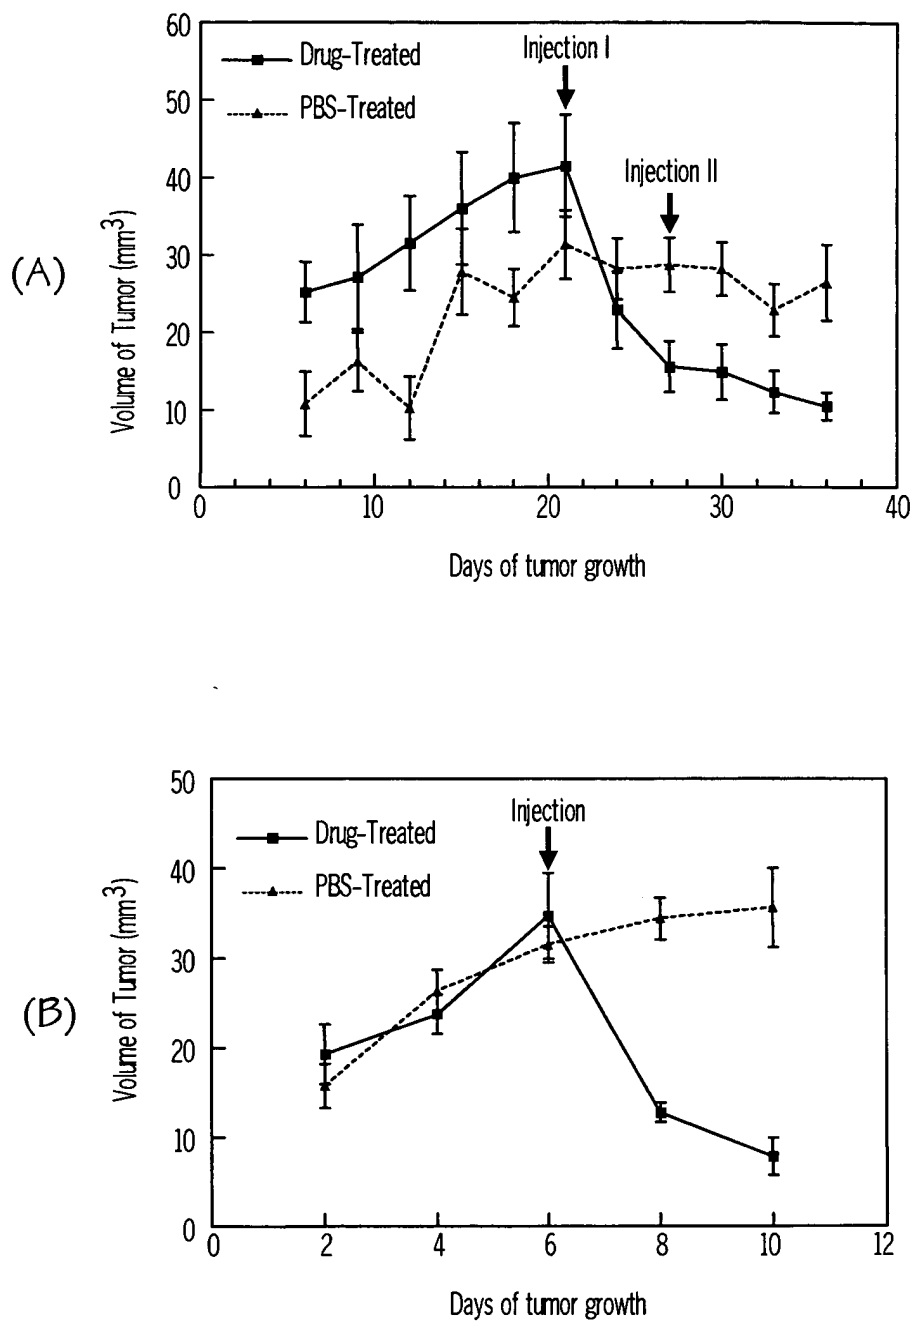 (A)
Volume of Tumor (mm³)
60
50
40
30
20
10
0
Drug-Treated
PBS-Treated
Injection I
Injection II
0 10 20 30 40
Days of tumor growth
(B)
Volume of Tumor (mm³)
50
40
30
20
10
0
Drug-Treated
PBS-Treated
Injection
0 2 4 6 8 10 12
Days of tumor growth